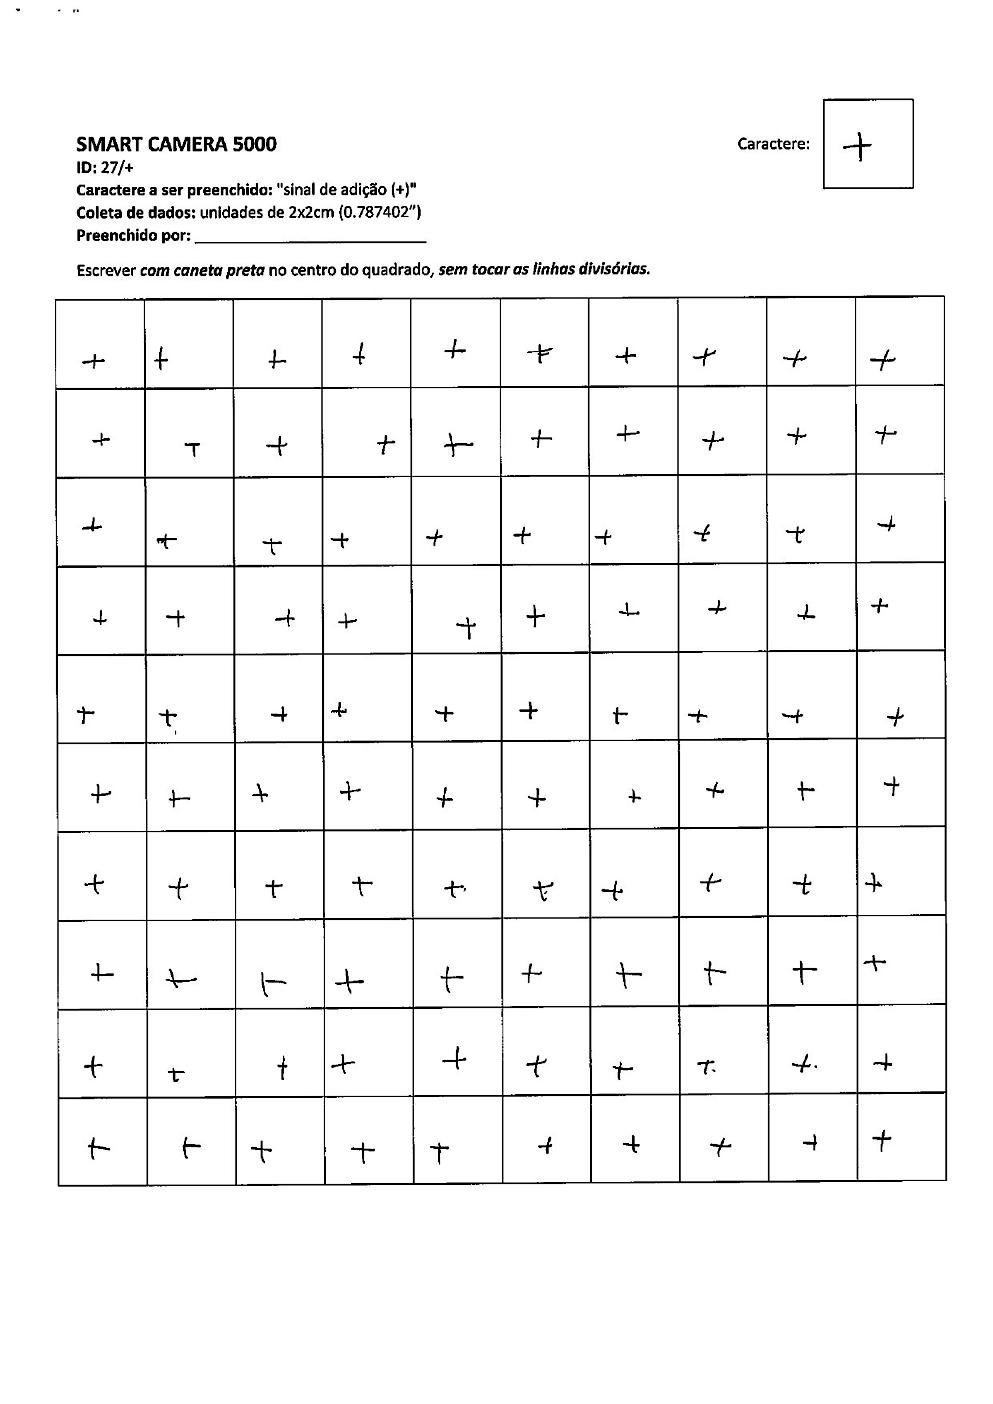 SMART CAMERA 5000
ID: 27/+
Caractere a ser preenchido: "sinal de adição (+)"
Coleta de dados: unidades de 2x2cm (0.787402")
Preenchido por: ___________________________
Caractere: +
Escrever com caneta preta no centro do quadrado, sem tocar as linhas divisórias.
+ + + + + + + + + +
+ + + + + + + + + +
+ + + + + + + + + +
+ + + + + + + + + +
+ + + + + + + + + +
+ + + + + + + + + +
+ + + + + + + + + +
+ + + + + + + + + +
+ + + + + + + + + +
+ + + + + + + + + +